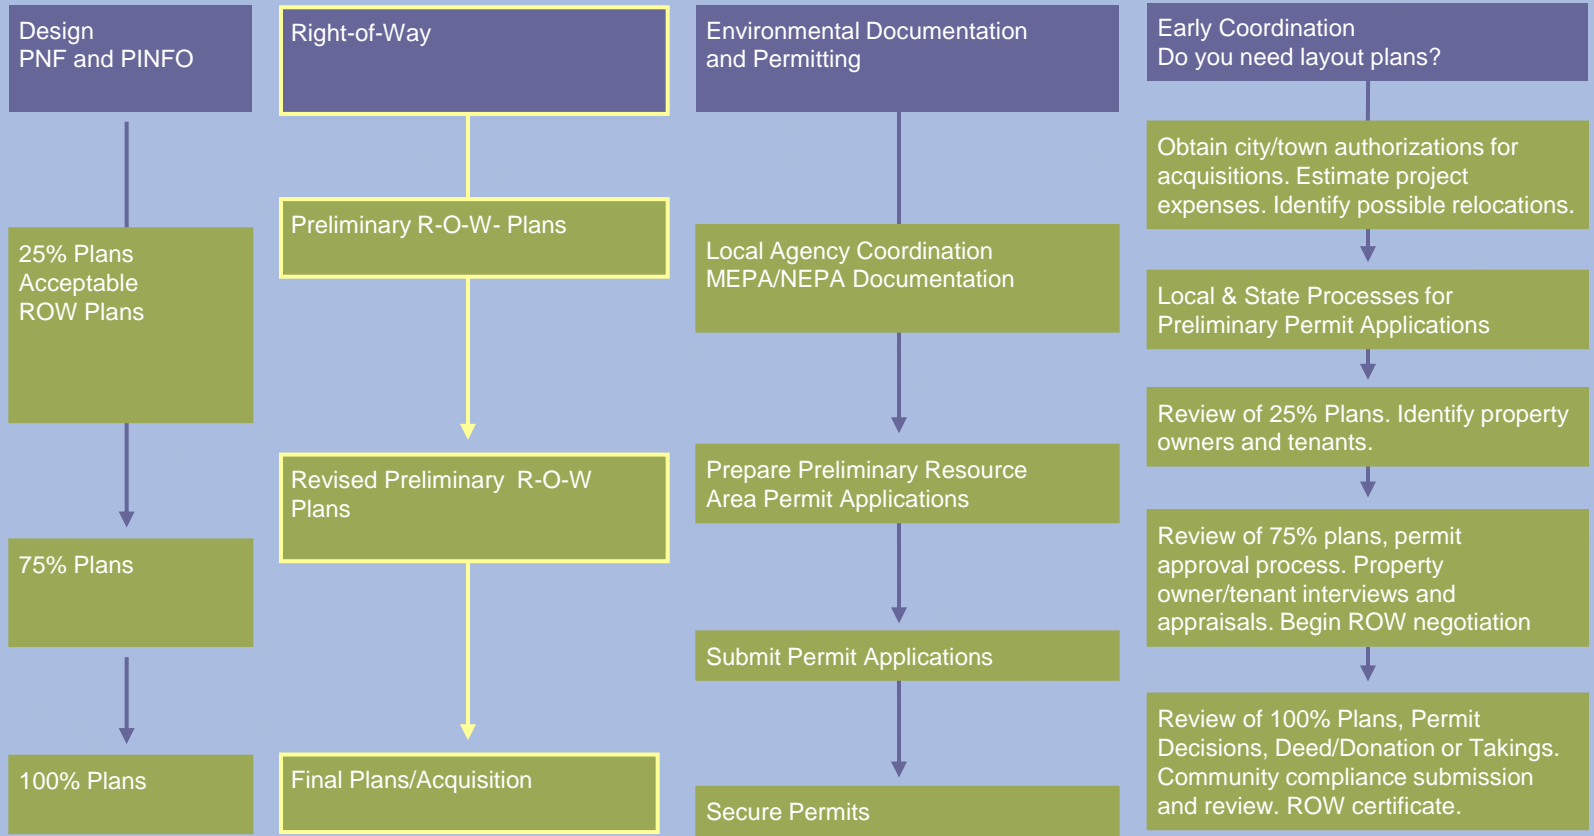 Design
PNF and PINFO
25% Plans
Acceptable
ROW Plans
75% Plans
100% Plans
Right-of-Way
Preliminary R-O-W- Plans
Revised Preliminary  R-O-W
Plans
Final Plans/Acquisition
Environmental Documentation
and Permitting
Local Agency Coordination
MEPA/NEPA Documentation
Prepare Preliminary Resource
Area Permit Applications
Submit Permit Applications
Secure Permits
Early Coordination
Do you need layout plans?
Obtain city/town authorizations for
acquisitions. Estimate project
expenses. Identify possible relocations.
Local & State Processes for
Preliminary Permit Applications
Review of 25% Plans. Identify property
owners and tenants.
Review of 75% plans, permit
approval process. Property
owner/tenant interviews and
appraisals. Begin ROW negotiation
Review of 100% Plans, Permit
Decisions, Deed/Donation or Takings.
Community compliance submission
and review. ROW certificate.